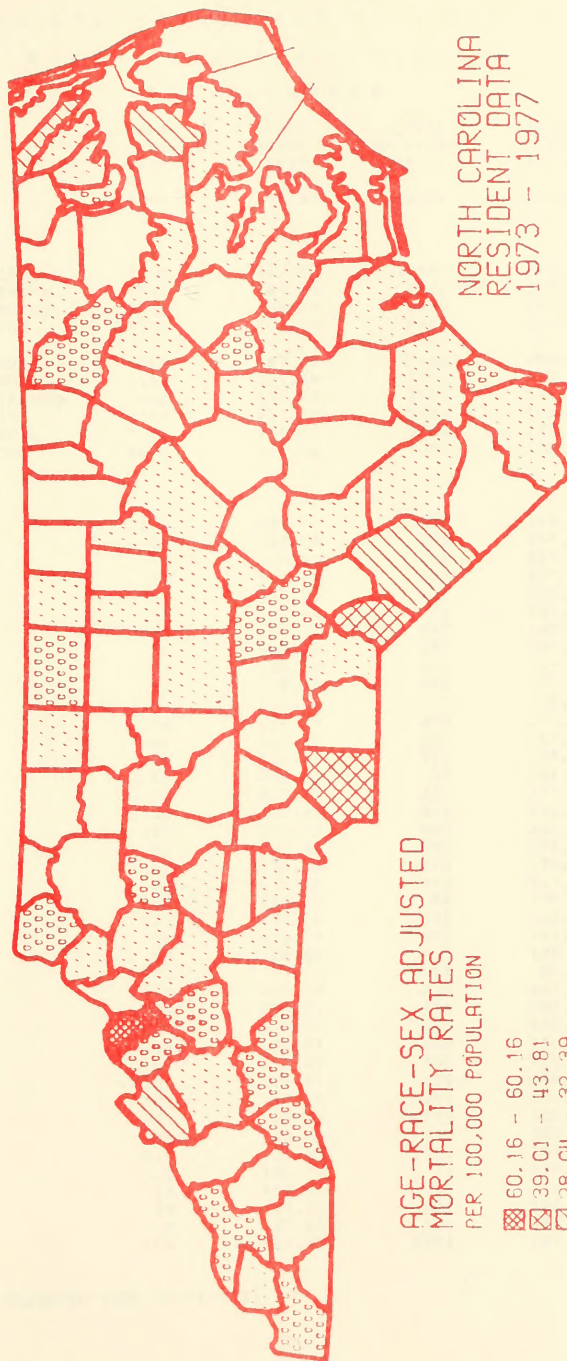 AGE-RACE-SEX ADJUSTED
MORTALITY RATES
PER 100,000 POPULATION
60.16 - 60.16
39.01 - 43.81
NORTH CAROLINA
RESIDENT DATA
1973 - 1977